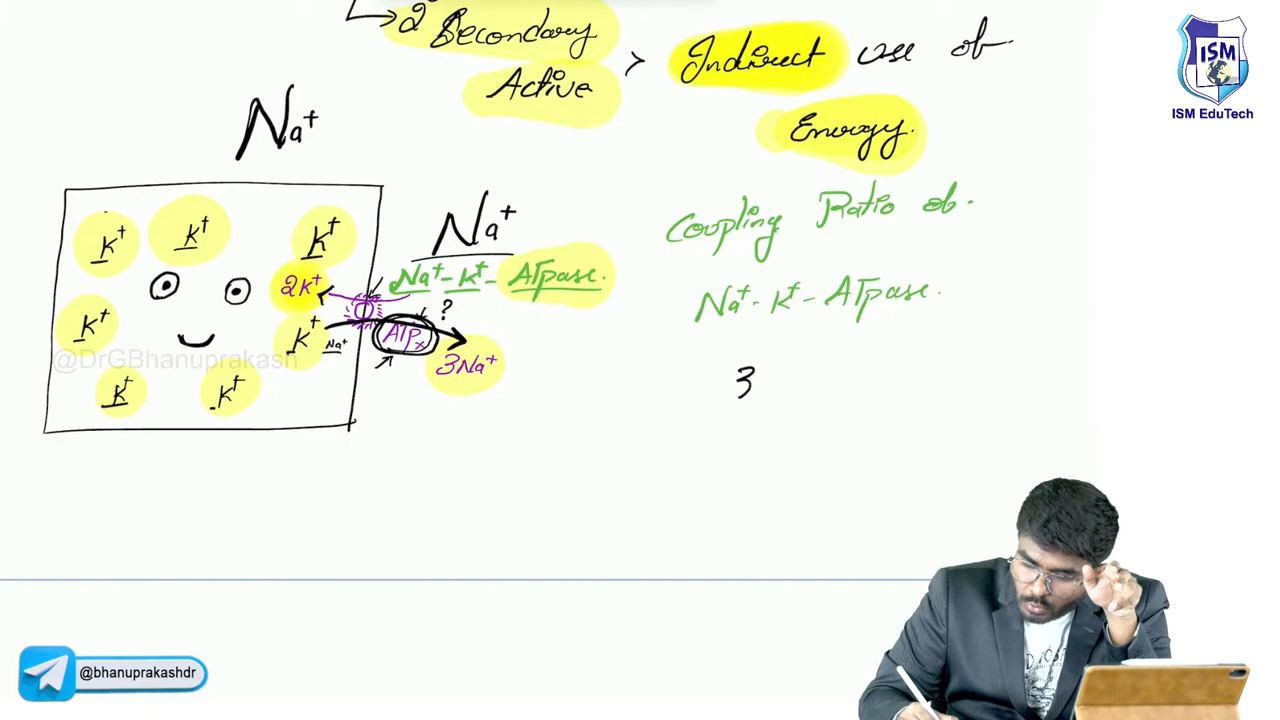 2° Secondary
Active > Indirect use of
Energy.
ISM
ISM EduTech
Na+
Na+
Na+-K+-ATpase.
?
K+
K+
K+
2K+
K+
K+
Na+
ATP
3Na+
K+
K+
@DrGBhanuprakash
Coupling Ratio of.
Na+-K+-ATpase.
3
@bhanuprakashdr